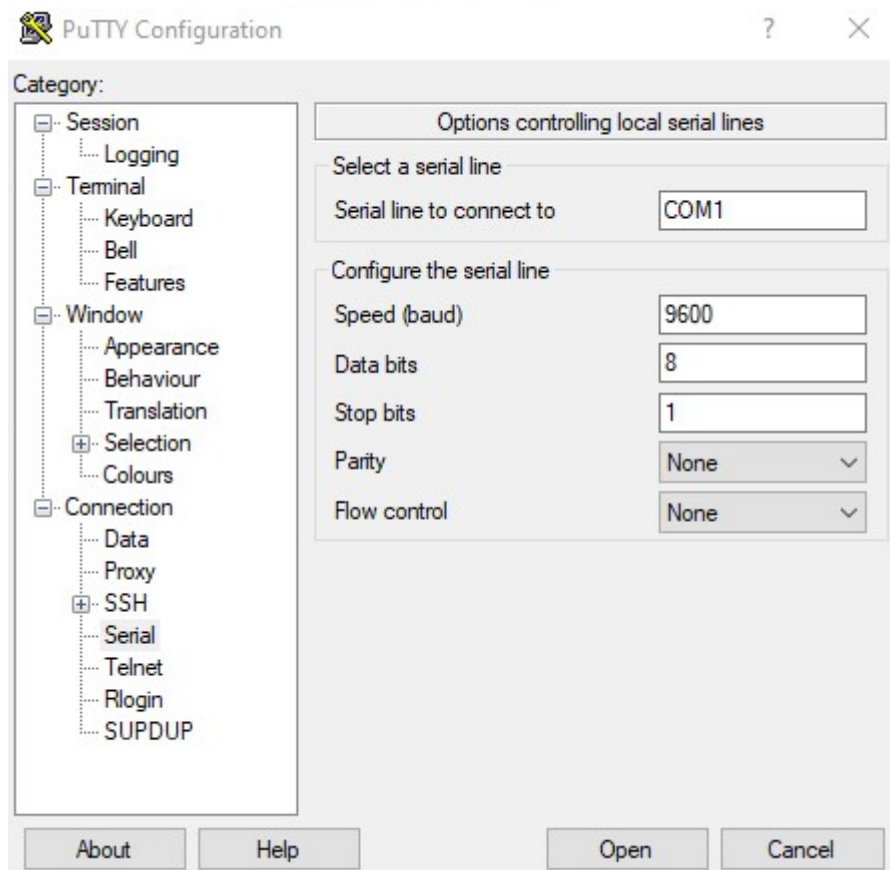 PuTTY Configuration
?
Category:
Session
Logging
Terminal
Keyboard
Bell
Features
Window
Appearance
Behaviour
Translation
Selection
Colours
Connection
Data
Proxy
SSH
Serial
Telnet
Rlogin
SUPDUP
Options controlling local serial lines
Select a serial line
Serial line to connect to COM1
Configure the serial line
Speed (baud) 9600
Data bits 8
Stop bits 1
Parity None
Flow control None
About Help Open Cancel